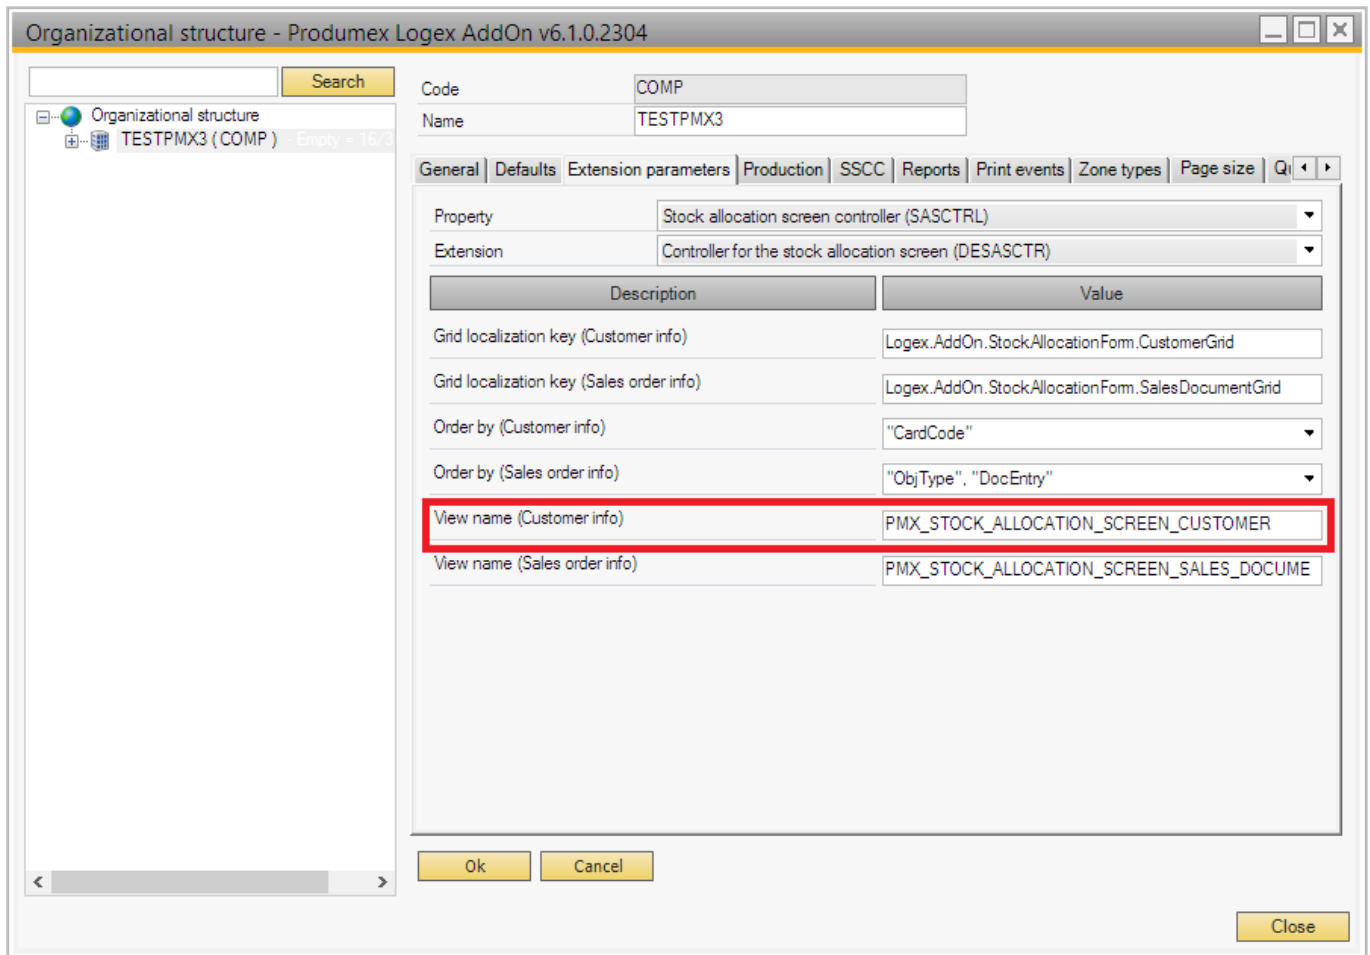 Organizational structure - Produmex Logex AddOn v6.1.0.2304
Search
Organizational structure
TESTPMX3 ( COMP ) - Empty = 16/3
Code COMP
Name TESTPMX3
General Defaults Extension parameters Production SSCC Reports Print events Zone types Page size
Property Stock allocation screen controller (SASCTRL)
Extension Controller for the stock allocation screen (DESASCTR)
Description Value
Grid localization key (Customer info) Logex.AddOn.StockAllocationForm.CustomerGrid
Grid localization key (Sales order info) Logex.AddOn.StockAllocationForm.SalesDocumentGrid
Order by (Customer info) "CardCode"
Order by (Sales order info) "ObjType", "DocEntry"
View name (Customer info) PMX_STOCK_ALLOCATION_SCREEN_CUSTOMER
View name (Sales order info) PMX_STOCK_ALLOCATION_SCREEN_SALES_DOCUME
Ok Cancel
Close